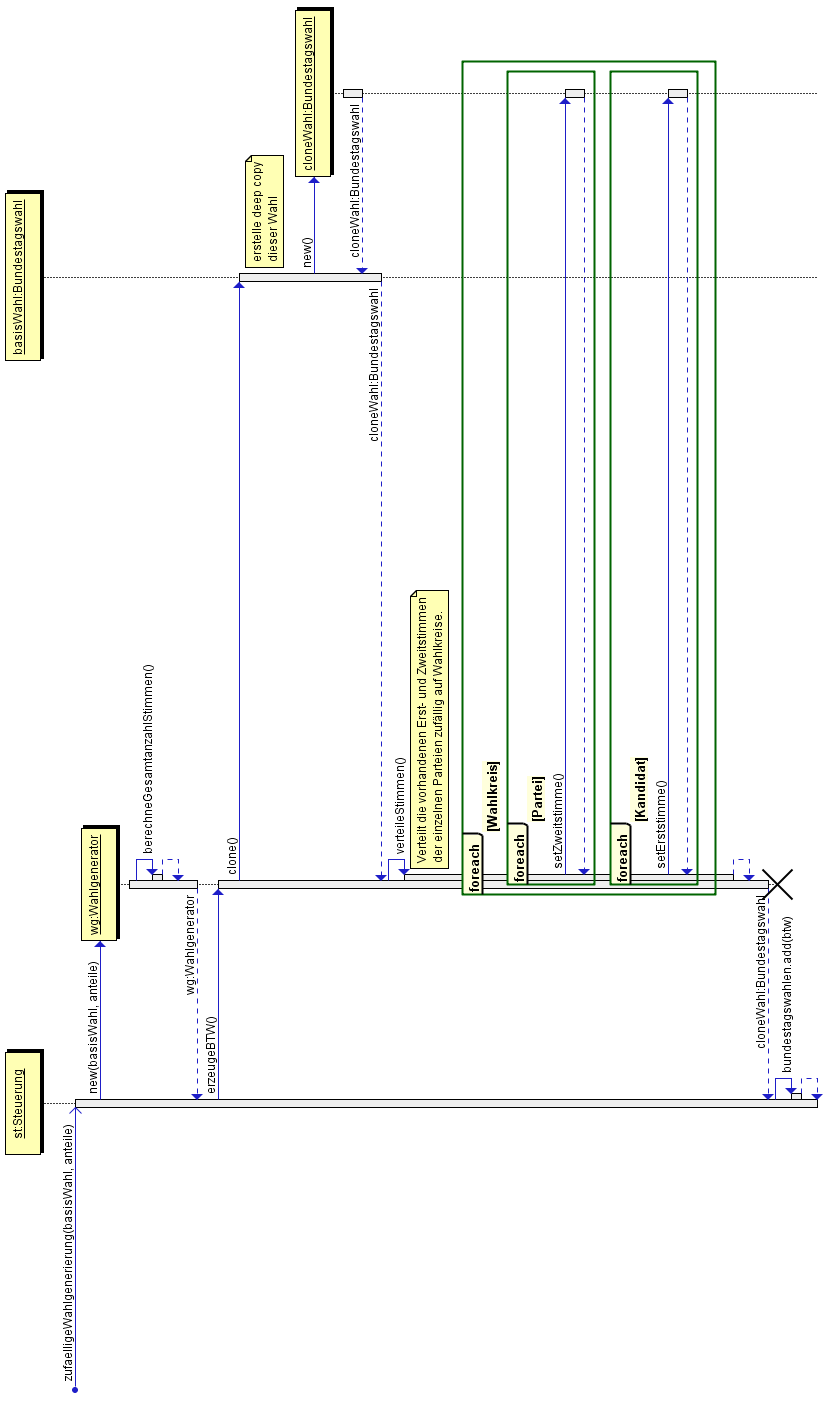 zufaelligeWahlgenerierung(basisWahl, anteile)
st:Steuerung
new(basisWahl, anteile)
wg:Wahlgenerator
berechneGesamtanzahlStimmen()
wg:Wahlgenerator
erzeugeBTW()
clone()
basisWahl:Bundestagswahl
erstelle deep copy
dieser Wahl
new()
cloneWahl:Bundestagswahl
cloneWahl:Bundestagswahl
cloneWahl:Bundestagswahl
verteileStimmen()
Verteilt die vorhandenen Erst- und Zweitstimmen
der einzelnen Parteien zufällig auf Wahlkreise.
foreach
[Wahlkreis]
foreach
[Partei]
setZweitstimme()
foreach
[Kandidat]
setErststimme()
cloneWahl:Bundestagswahl
bundestagswahlen.add(btw)